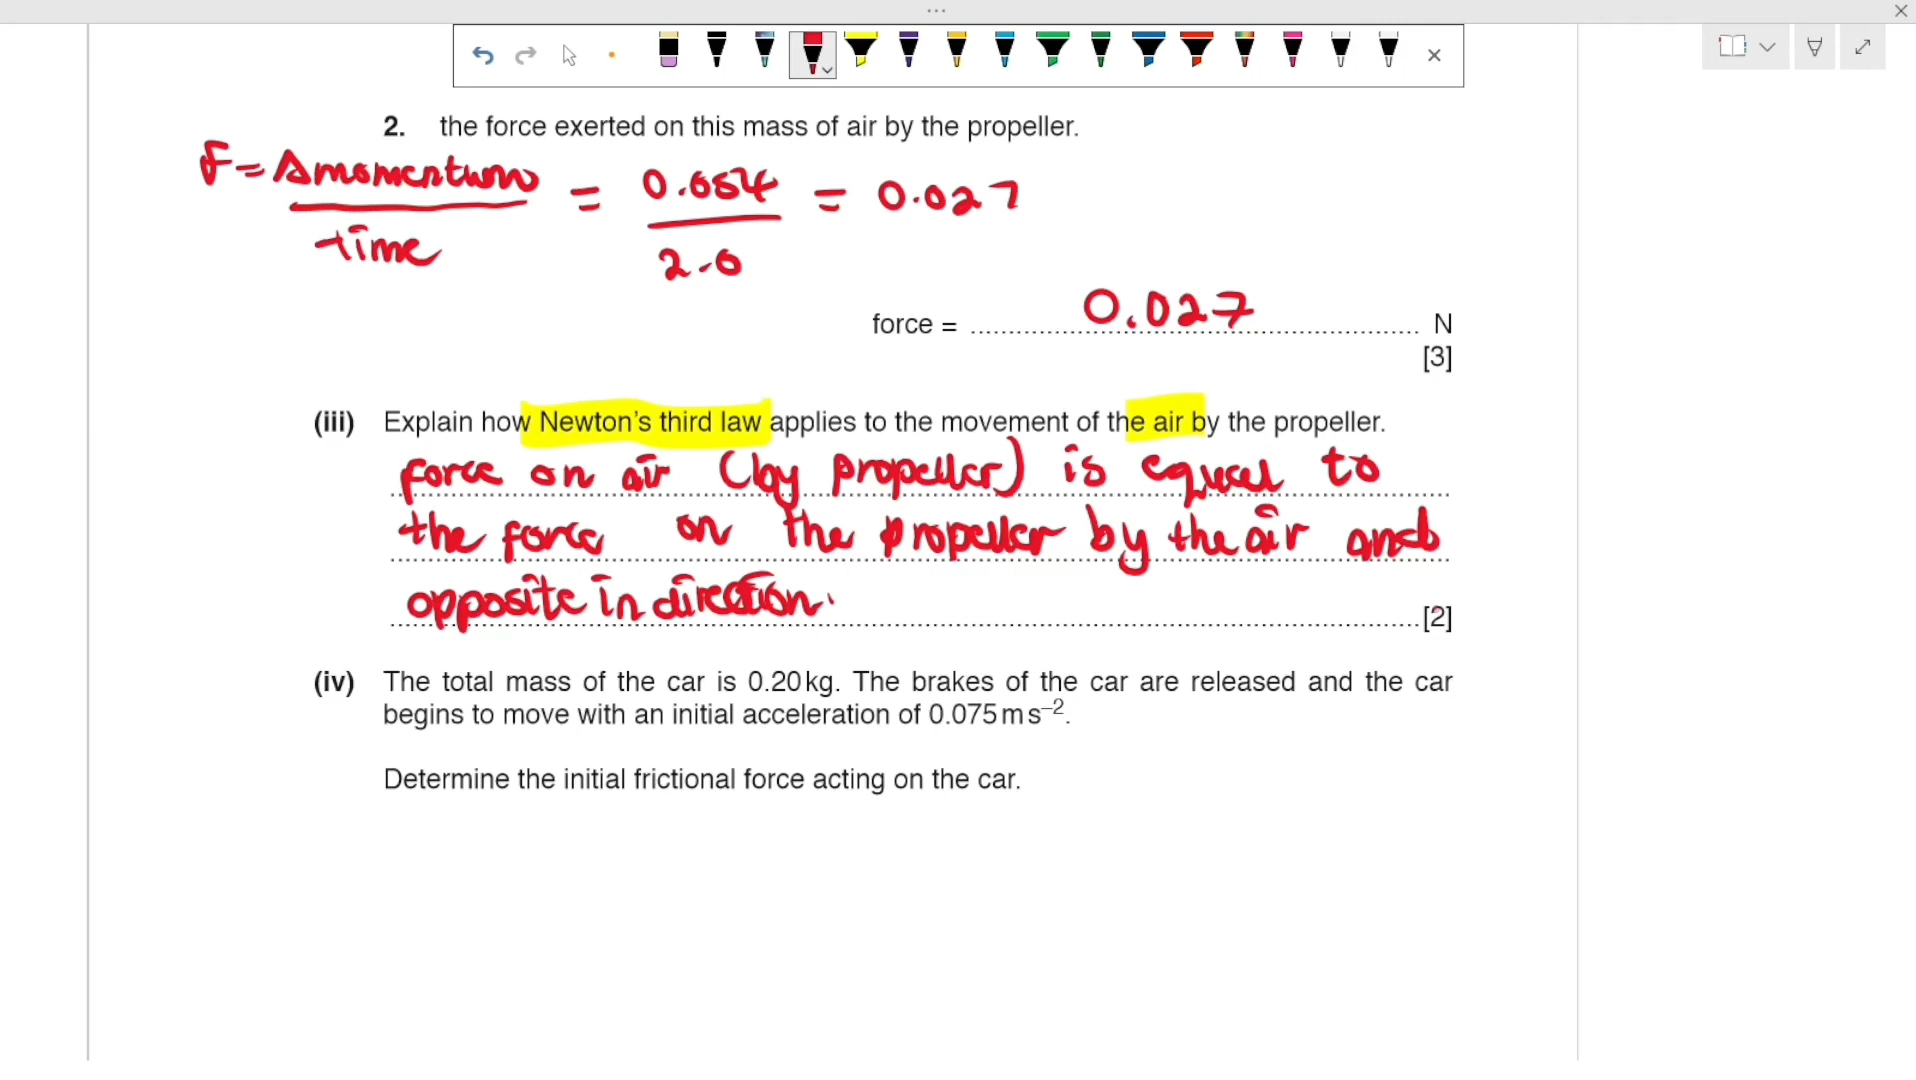 2. the force exerted on this mass of air by the propeller.
F = Δmomentum / time = 0.054 / 2.0 = 0.027
force = 0.027 N
[3]
(iii) Explain how Newton's third law applies to the movement of the air by the propeller.
force on air (by propeller) is equal to
the force on the propeller by the air and
opposite in direction.
[2]
(iv) The total mass of the car is 0.20 kg. The brakes of the car are released and the car
begins to move with an initial acceleration of 0.075 m s⁻².
Determine the initial frictional force acting on the car.